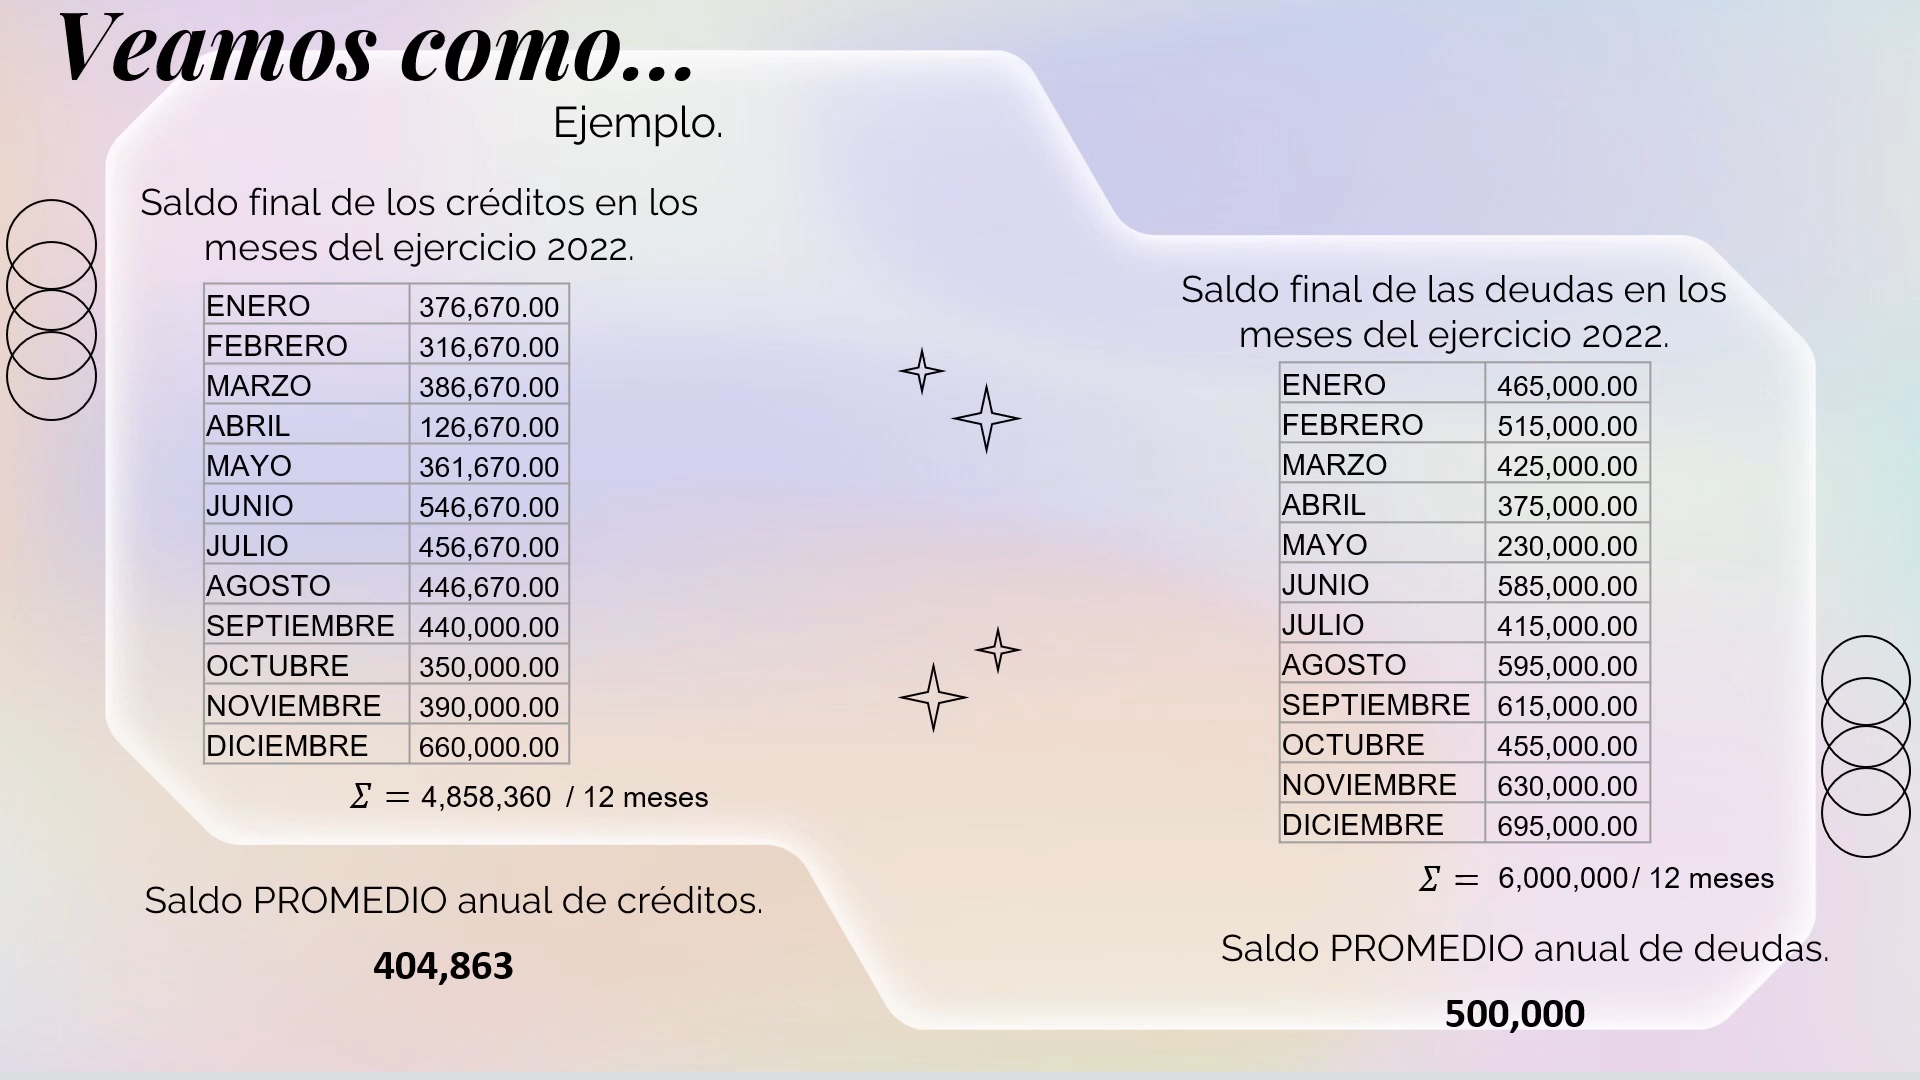 Veamos como...
Ejemplo.
Saldo final de los créditos en los
meses del ejercicio 2022.
ENERO 376,670.00
FEBRERO 316,670.00
MARZO 386,670.00
ABRIL 126,670.00
MAYO 361,670.00
JUNIO 546,670.00
JULIO 456,670.00
AGOSTO 446,670.00
SEPTIEMBRE 440,000.00
OCTUBRE 350,000.00
NOVIEMBRE 390,000.00
DICIEMBRE 660,000.00
Σ = 4,858,360 / 12 meses
Saldo PROMEDIO anual de créditos.
404,863
Saldo final de las deudas en los
meses del ejercicio 2022.
ENERO 465,000.00
FEBRERO 515,000.00
MARZO 425,000.00
ABRIL 375,000.00
MAYO 230,000.00
JUNIO 585,000.00
JULIO 415,000.00
AGOSTO 595,000.00
SEPTIEMBRE 615,000.00
OCTUBRE 455,000.00
NOVIEMBRE 630,000.00
DICIEMBRE 695,000.00
Σ = 6,000,000/ 12 meses
Saldo PROMEDIO anual de deudas.
500,000